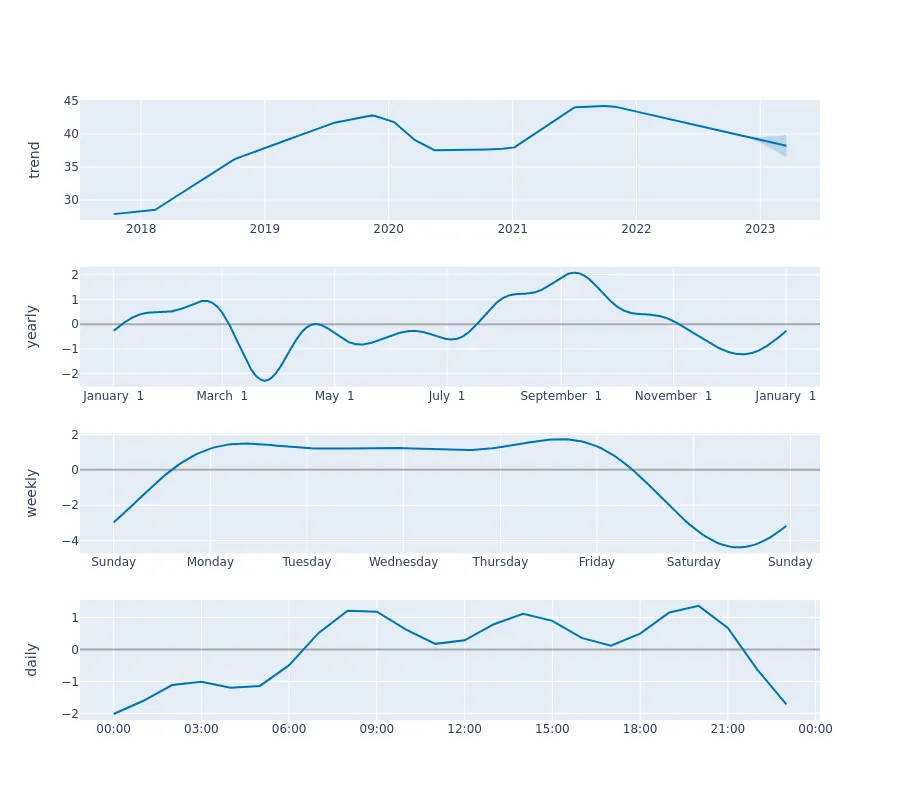 trend
45
40
35
30
2018 2019 2020 2021 2022 2023
yearly
2
1
0
−1
−2
January 1 March 1 May 1 July 1 September 1 November 1 January 1
weekly
2
0
−2
−4
Sunday Monday Tuesday Wednesday Thursday Friday Saturday Sunday
daily
1
0
−1
−2
00:00 03:00 06:00 09:00 12:00 15:00 18:00 21:00 00:00